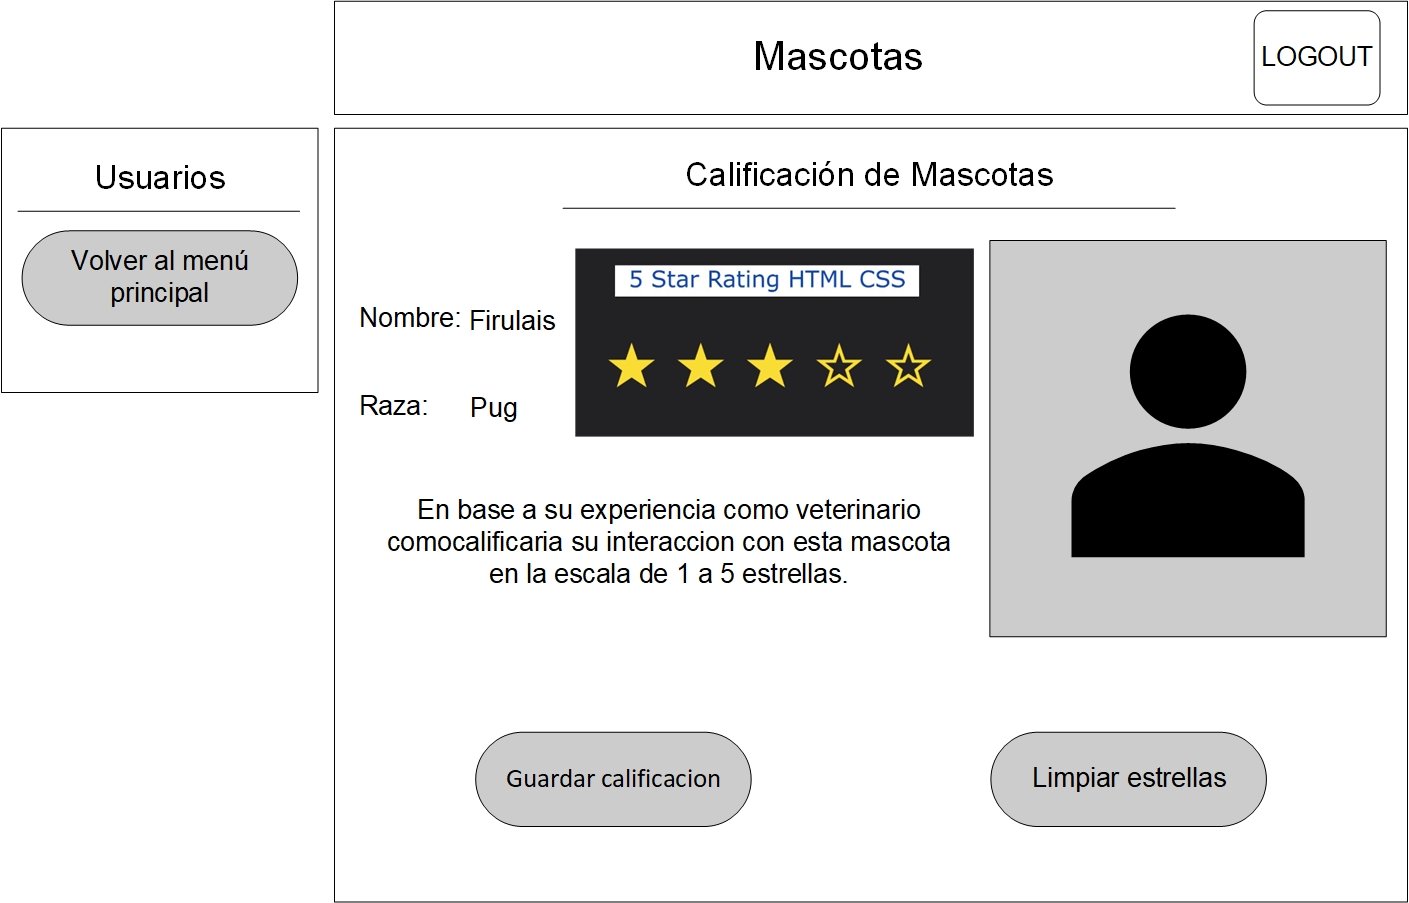 Mascotas
LOGOUT
Usuarios
Volver al menú
principal
Calificación de Mascotas
5 Star Rating HTML CSS
Nombre: Firulais
Raza: Pug
En base a su experiencia como veterinario
comocalificaria su interaccion con esta mascota
en la escala de 1 a 5 estrellas.
Guardar calificacion
Limpiar estrellas